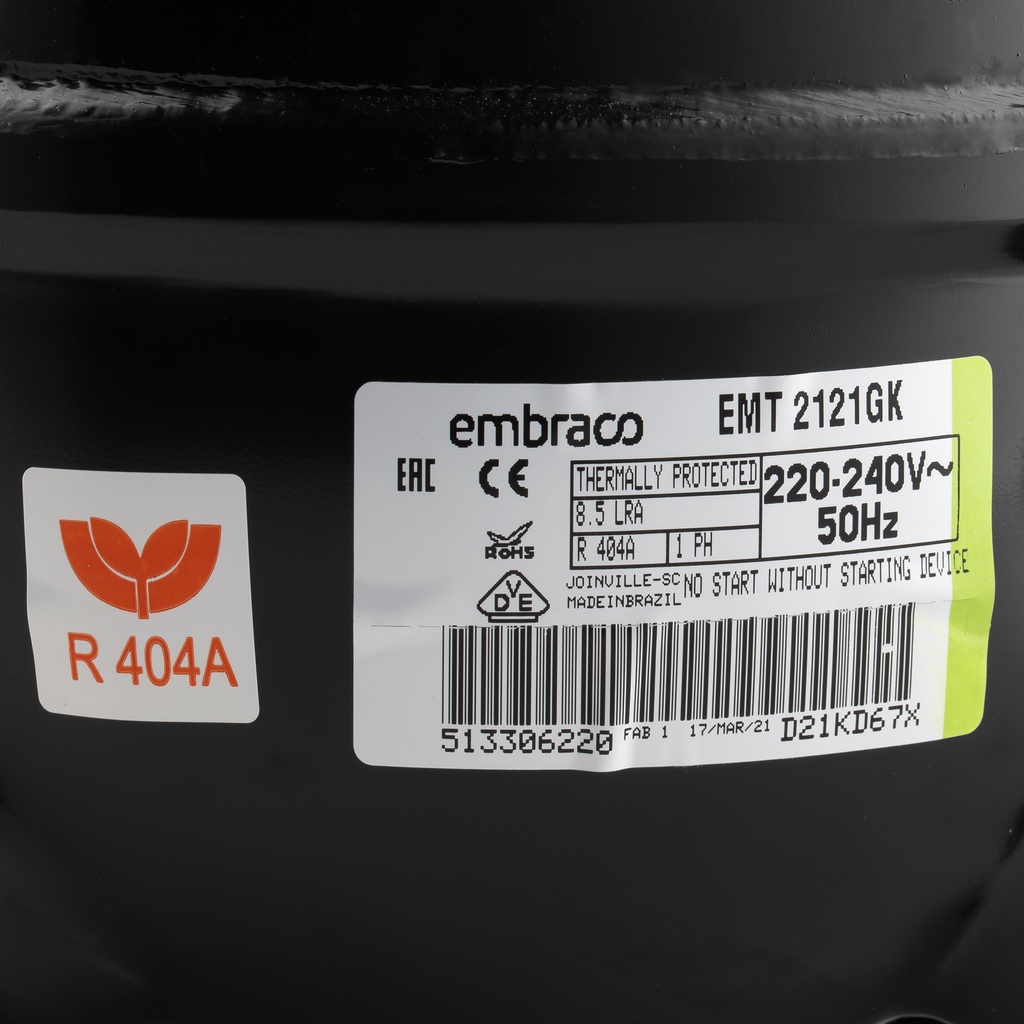 embraco EMT 2121GK
EAC CE
THERMALLY PROTECTED
8.5 LRA
R 404A 1 PH
220-240V~
50Hz
RoHS
VDE
JOINVILLE-SC
MADEINBRAZIL
NO START WITHOUT STARTING DEVICE
513306220 FAB 1 17/MAR/21 D21KD67X
R 404A